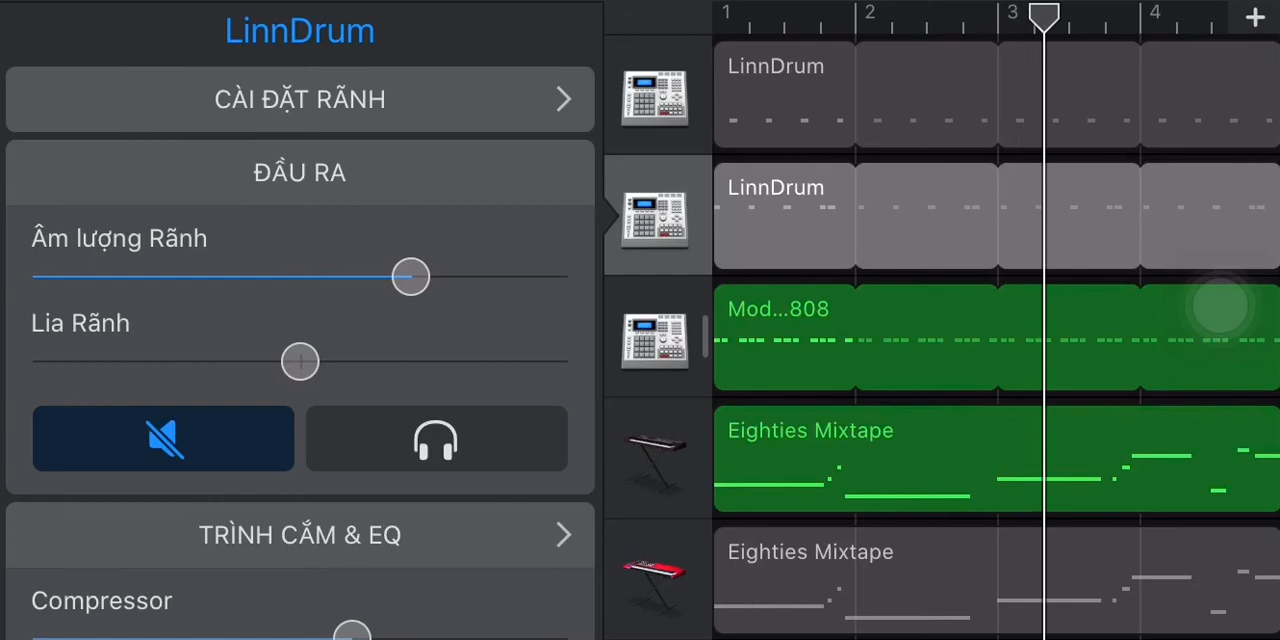 LinnDrum
CÀI ĐẶT RÃNH
ĐẦU RA
Âm lượng Rãnh
Lia Rãnh
TRÌNH CẮM & EQ
Compressor
1 2 3 4
LinnDrum
LinnDrum
Mod...808
Eighties Mixtape
Eighties Mixtape